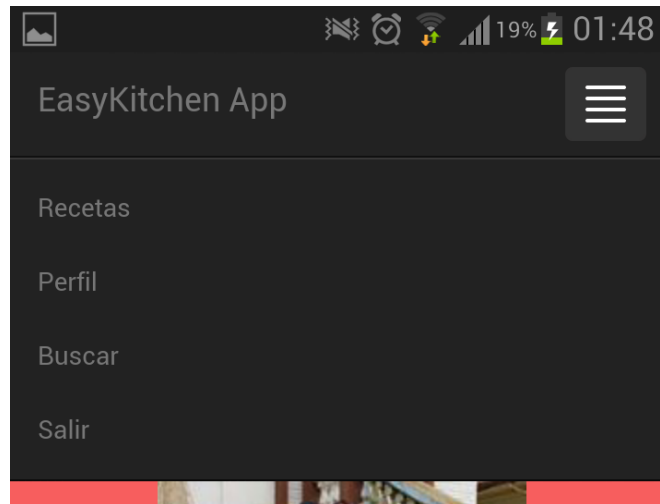 19% 01:48
EasyKitchen App
Recetas
Perfil
Buscar
Salir